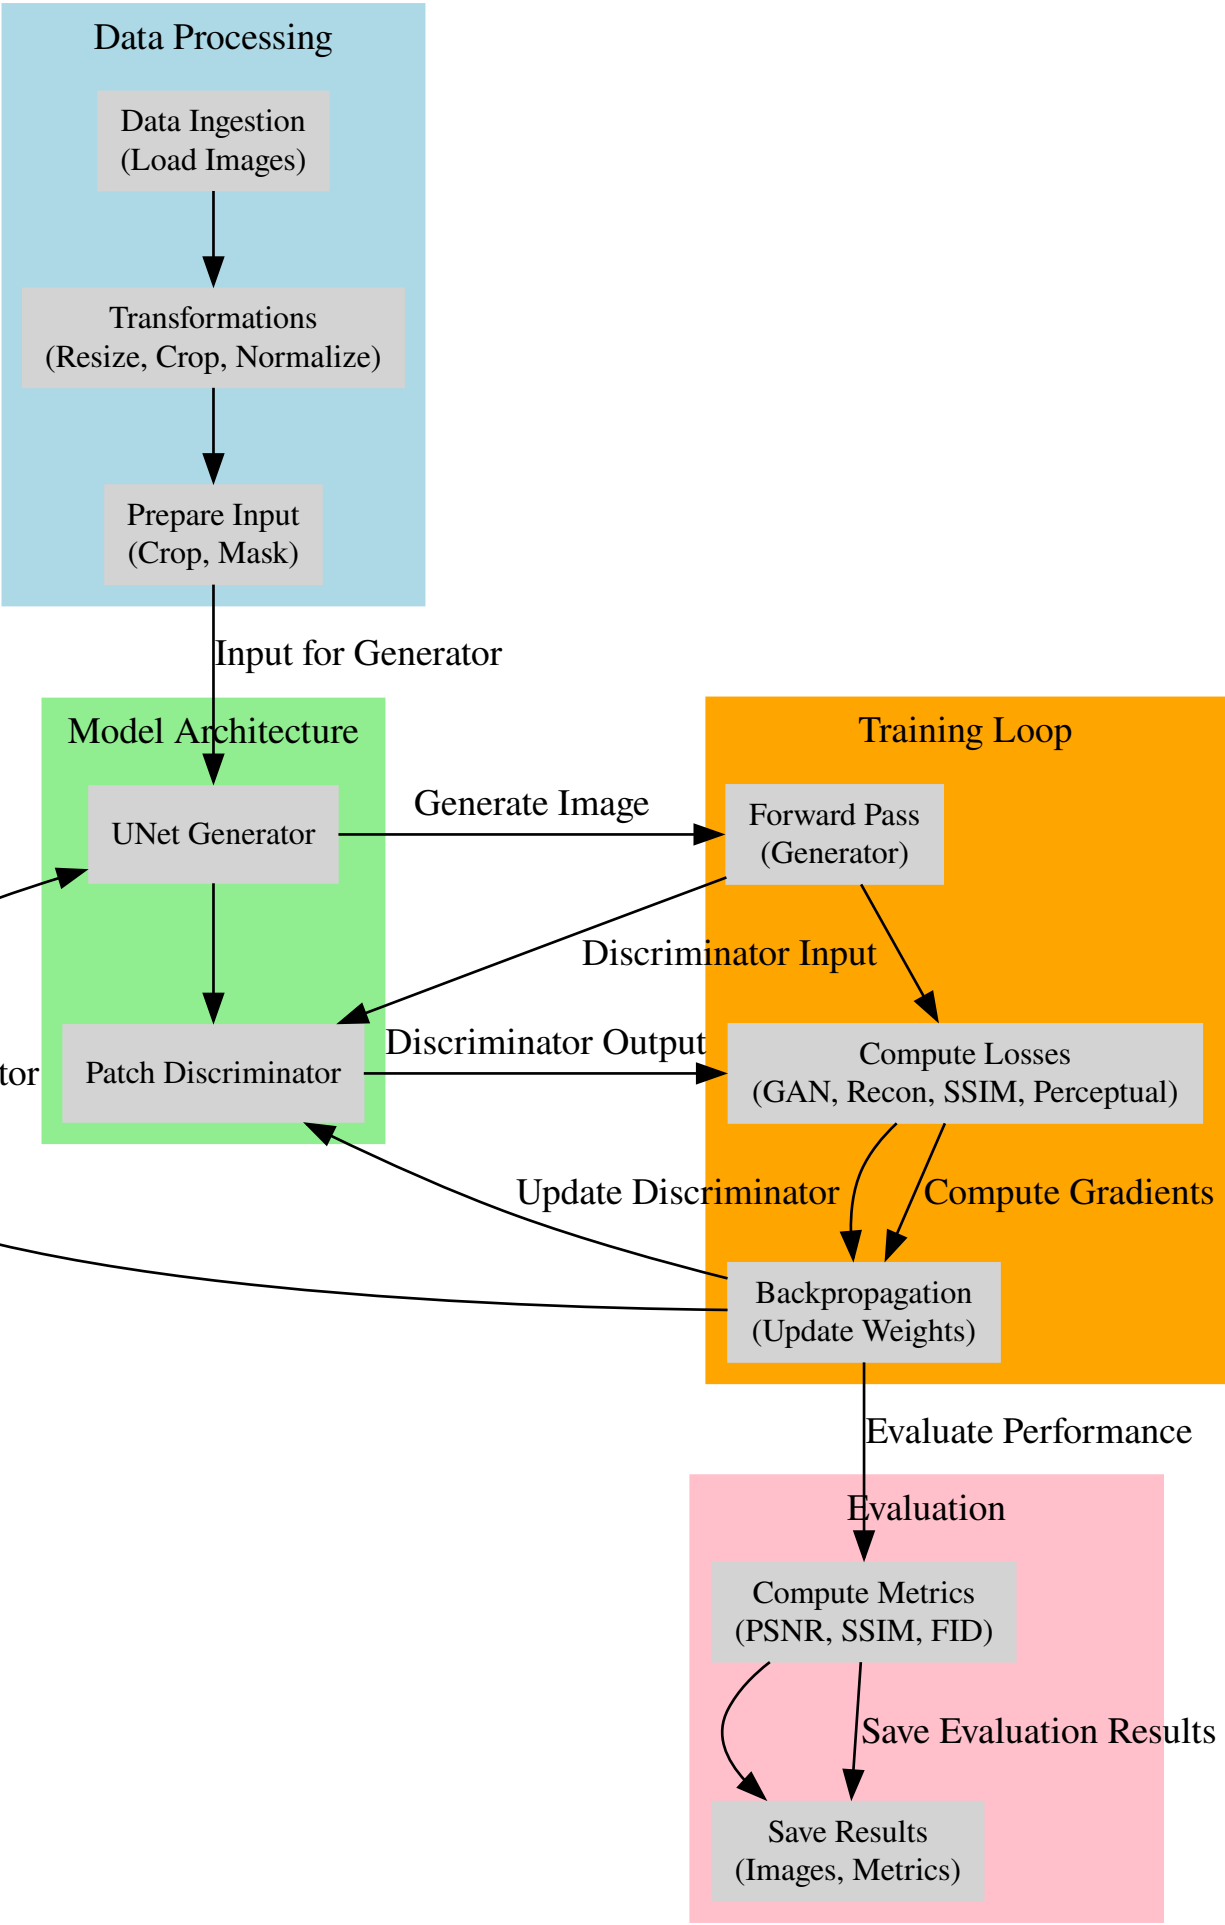 Data Processing
Data Ingestion
(Load Images)
Transformations
(Resize, Crop, Normalize)
Prepare Input
(Crop, Mask)
Input for Generator
Model Architecture
Training Loop
UNet Generator
Generate Image
Forward Pass
(Generator)
Discriminator Input
tor
Patch Discriminator
Discriminator Output
Compute Losses
(GAN, Recon, SSIM, Perceptual)
Update Discriminator
Compute Gradients
Backpropagation
(Update Weights)
Evaluate Performance
Evaluation
Compute Metrics
(PSNR, SSIM, FID)
Save Evaluation Results
Save Results
(Images, Metrics)